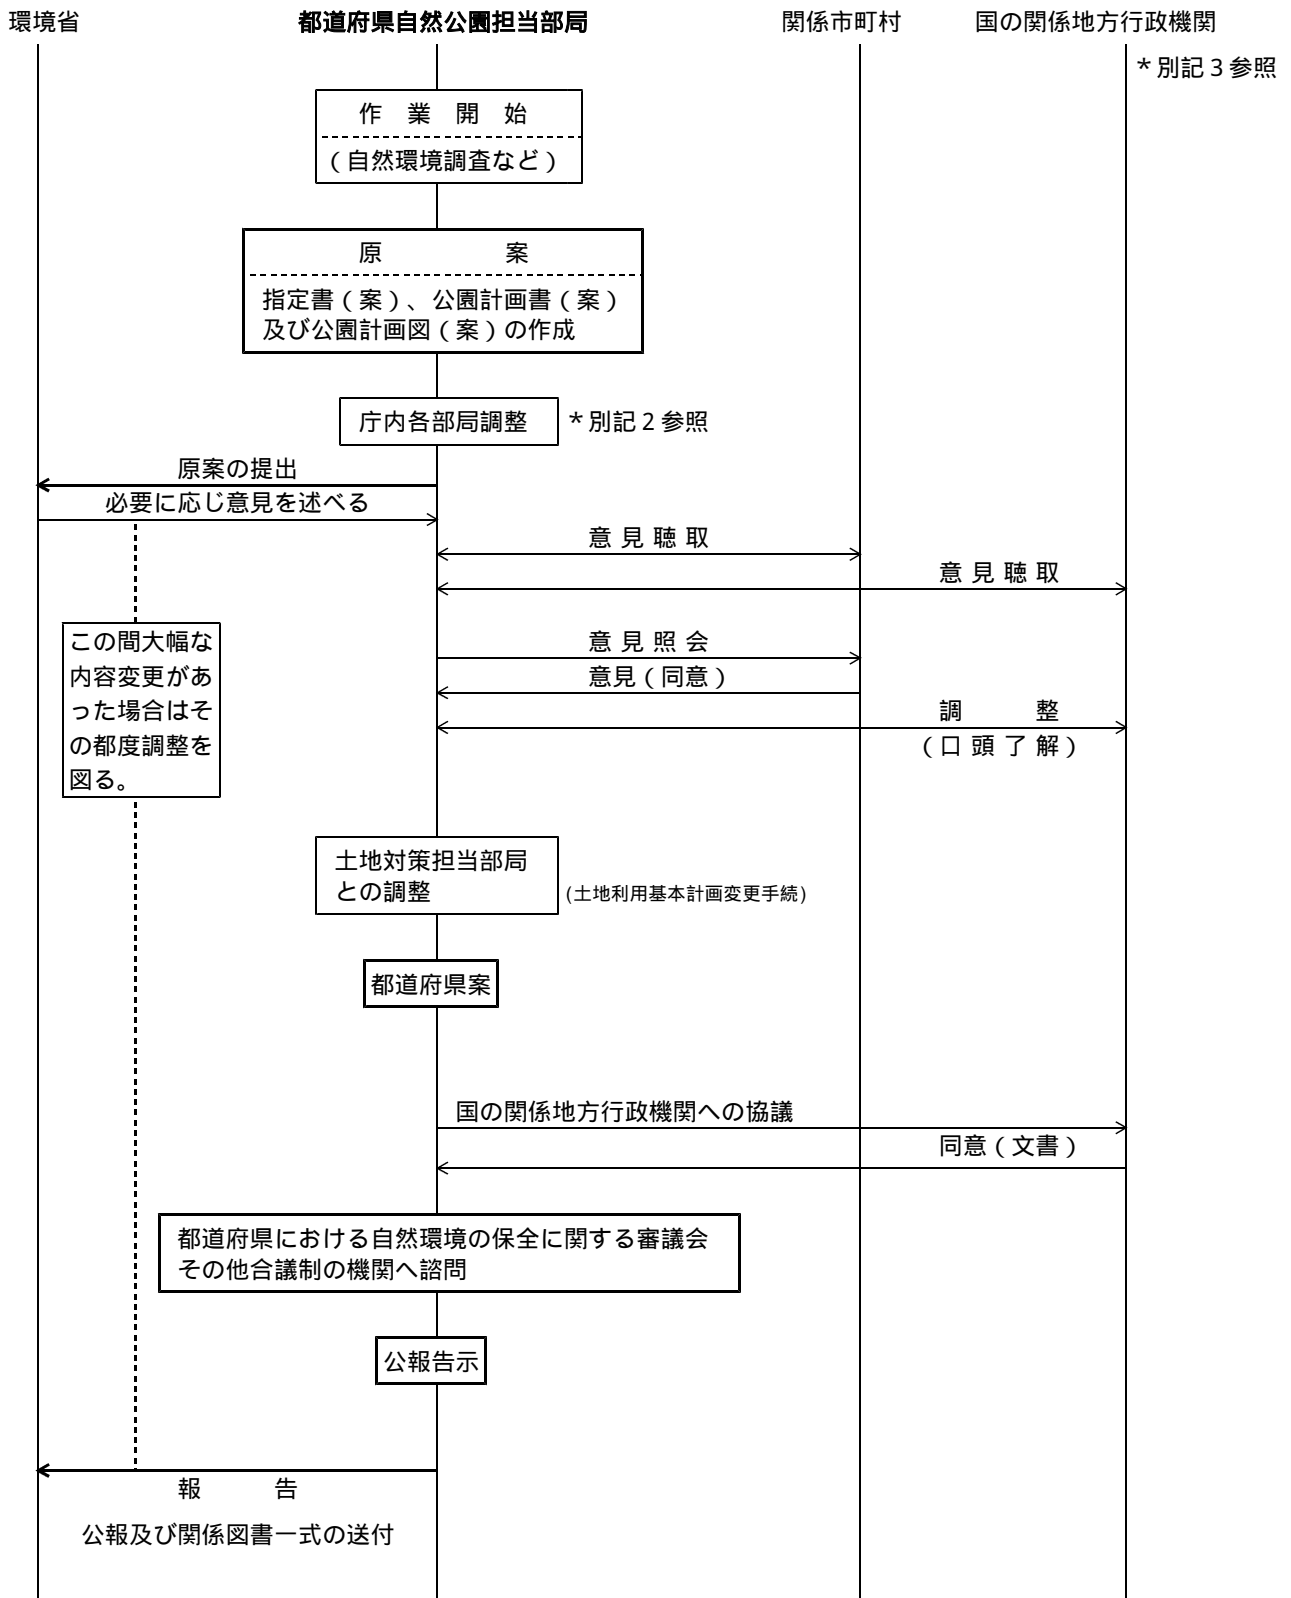 環境省
都道府県自然公園担当部局
関係市町村
国の関係地方行政機関
*別記3参照
作 業 開 始
(自然環境調査など)
原 案
指定書(案)、公園計画書(案)
及び公園計画図(案)の作成
庁内各部局調整
*別記2参照
原案の提出
必要に応じ意見を述べる
意見聴取
意見聴取
この間大幅な
内容変更があ
った場合はそ
の都度調整を
図る。
意見照会
意見(同意)
調 整
(口頭了解)
土地対策担当部局
との調整
(土地利用基本計画変更手続)
都道府県案
国の関係地方行政機関への協議
同意(文書)
都道府県における自然環境の保全に関する審議会
その他合議制の機関へ諮問
公報告示
報 告
公報及び関係図書一式の送付